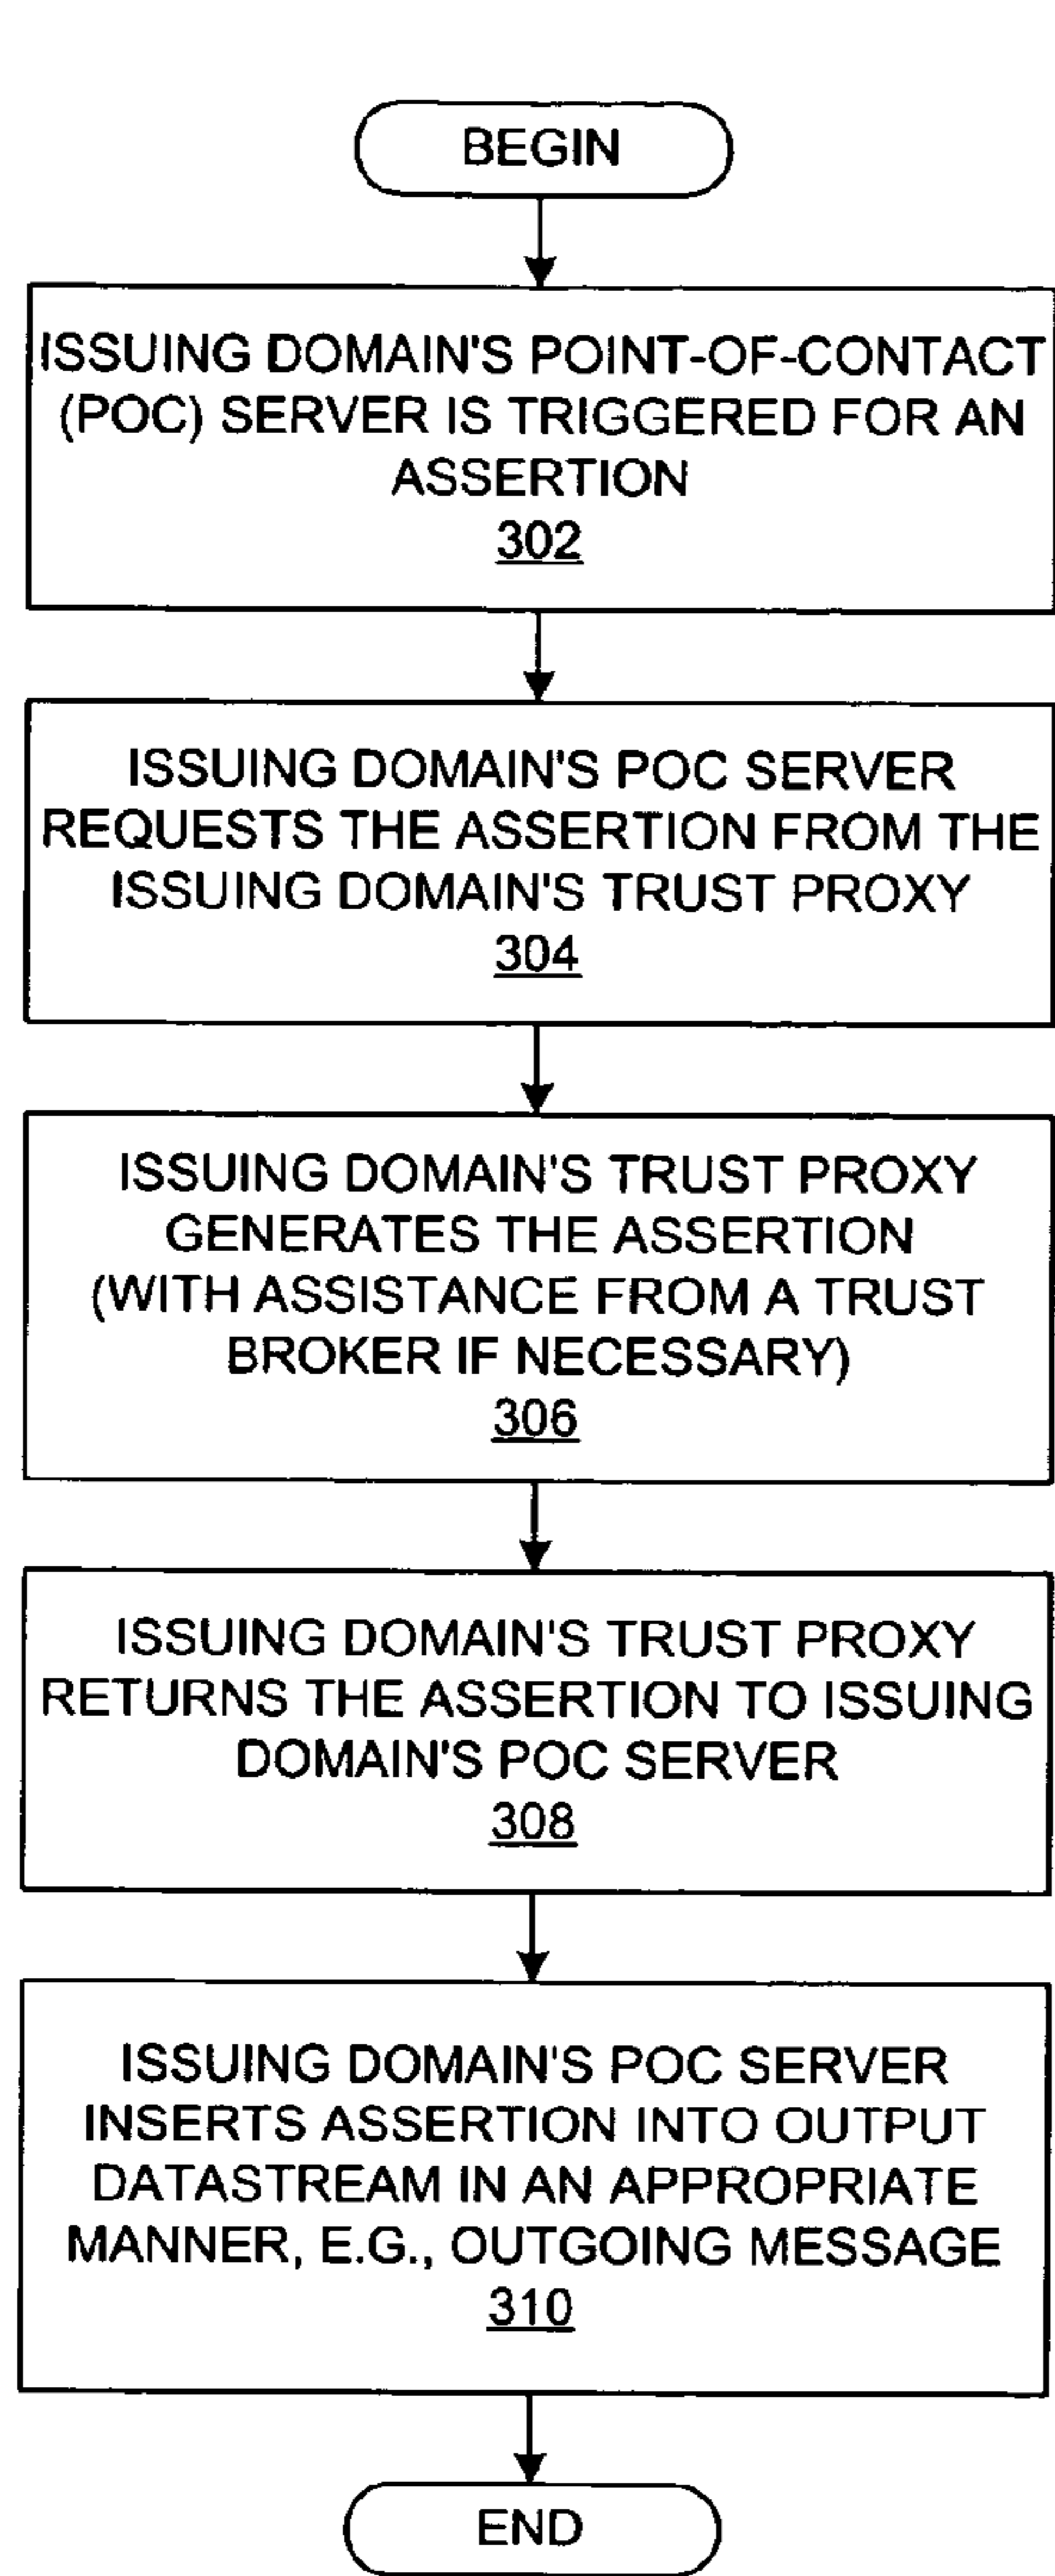 BEGIN
ISSUING DOMAIN'S POINT-OF-CONTACT
(POC) SERVER IS TRIGGERED FOR AN
ASSERTION
302
ISSUING DOMAIN'S POC SERVER
REQUESTS THE ASSERTION FROM THE
ISSUING DOMAIN'S TRUST PROXY
304
ISSUING DOMAIN'S TRUST PROXY
GENERATES THE ASSERTION
(WITH ASSISTANCE FROM A TRUST
BROKER IF NECESSARY)
306
ISSUING DOMAIN'S TRUST PROXY
RETURNS THE ASSERTION TO ISSUING
DOMAIN'S POC SERVER
308
ISSUING DOMAIN'S POC SERVER
INSERTS ASSERTION INTO OUTPUT
DATASTREAM IN AN APPROPRIATE
MANNER, E.G., OUTGOING MESSAGE
310
END